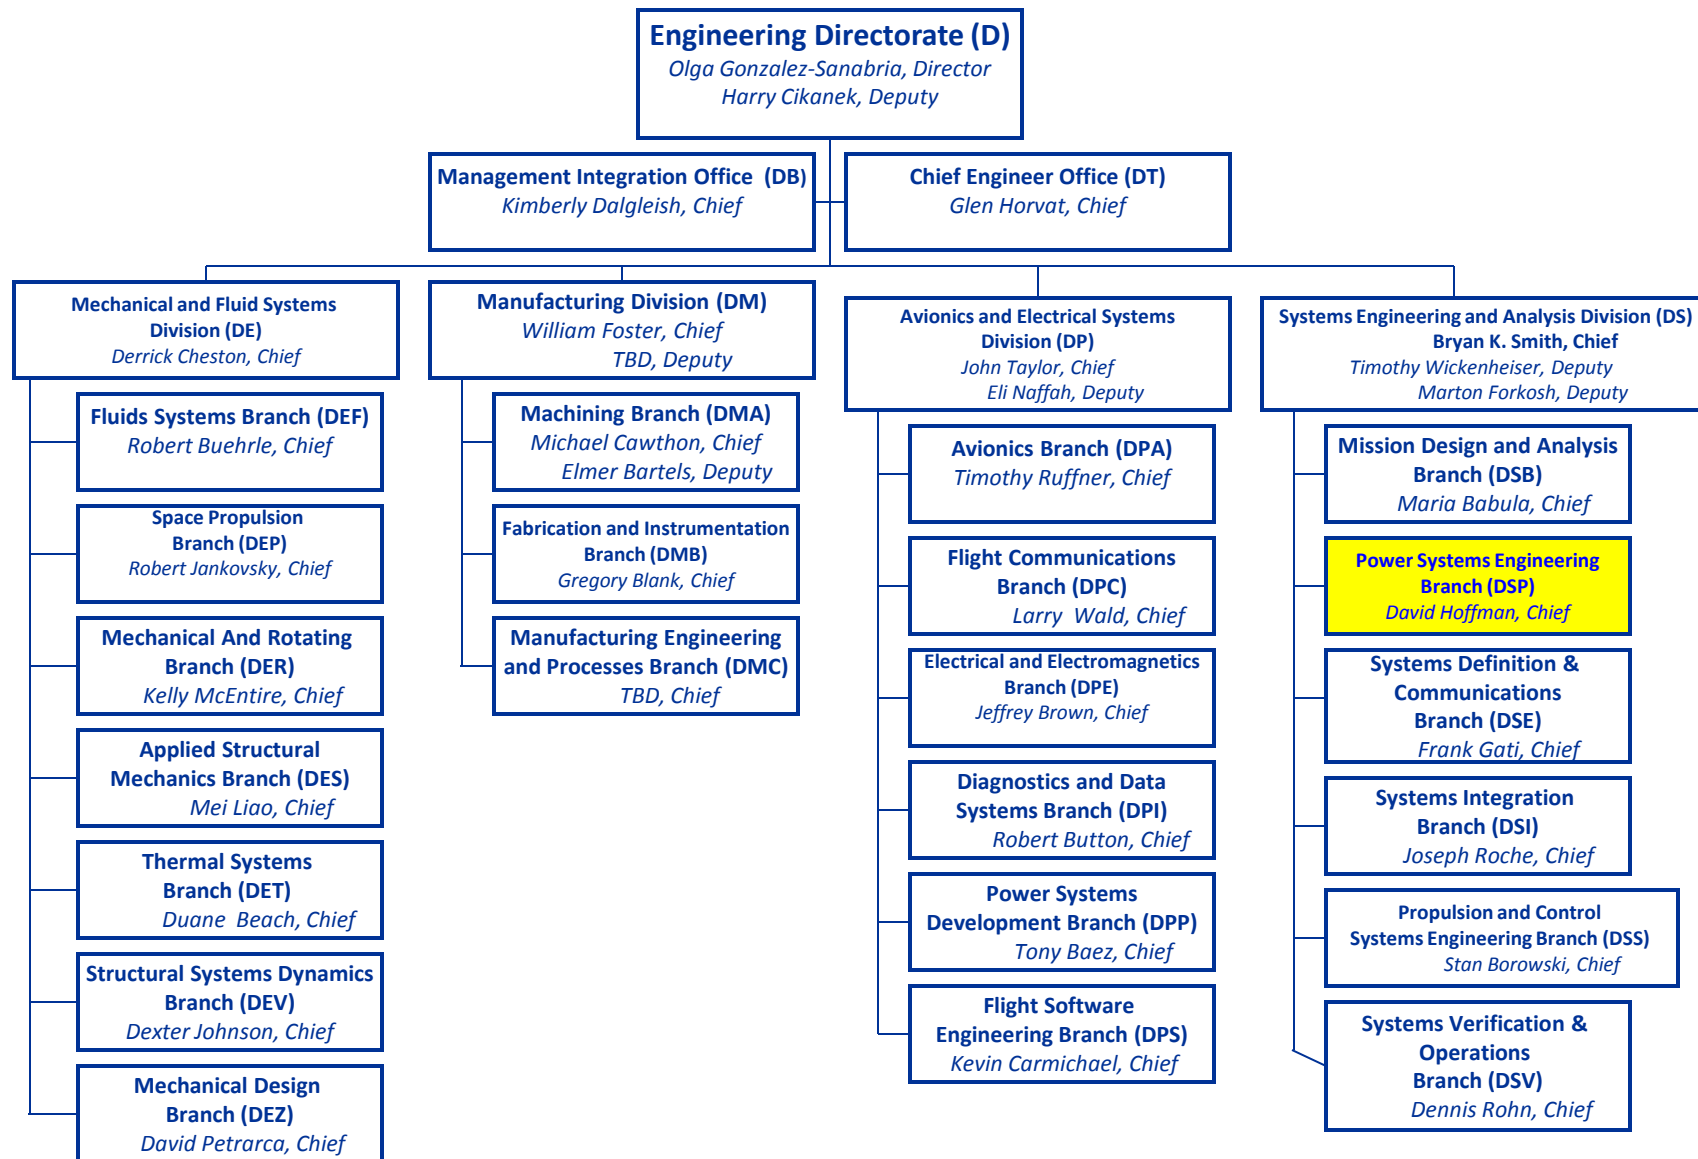 Engineering Directorate (D)
Olga Gonzalez-Sanabria, Director
Harry Cikanek, Deputy
Management Integration Office  (DB)
Kimberly Dalgleish, Chief
Chief Engineer Office (DT)
Glen Horvat, Chief
Mechanical and Fluid Systems
Division (DE)
Derrick Cheston, Chief
Fluids Systems Branch (DEF)
Robert Buehrle, Chief
Space Propulsion
Branch (DEP)
Robert Jankovsky, Chief
Mechanical And Rotating
Branch (DER)
Kelly McEntire, Chief
Applied Structural
Mechanics Branch (DES)
Mei Liao, Chief
Thermal Systems
Branch (DET)
Duane  Beach, Chief
Structural Systems Dynamics
Branch (DEV)
Dexter Johnson, Chief
Mechanical Design
Branch (DEZ)
David Petrarca, Chief
Manufacturing Division (DM)
William Foster, Chief
TBD, Deputy
Machining Branch (DMA)
Michael Cawthon, Chief
Elmer Bartels, Deputy
Fabrication and Instrumentation
Branch (DMB)
Gregory Blank, Chief
Manufacturing Engineering
and Processes Branch (DMC)
TBD, Chief
Avionics and Electrical Systems
Division (DP)
John Taylor, Chief
Eli Naffah, Deputy
Avionics Branch (DPA)
Timothy Ruffner, Chief
Flight Communications
Branch (DPC)
Larry  Wald, Chief
Electrical and Electromagnetics
Branch (DPE)
Jeffrey Brown, Chief
Diagnostics and Data
Systems Branch (DPI)
Robert Button, Chief
Power Systems
Development Branch (DPP)
Tony Baez, Chief
Flight Software
Engineering Branch (DPS)
Kevin Carmichael, Chief
Systems Engineering and Analysis Division (DS)
Bryan K. Smith, Chief
Timothy Wickenheiser, Deputy
Marton Forkosh, Deputy
Mission Design and Analysis
Branch (DSB)
Maria Babula, Chief
Power Systems Engineering
Branch (DSP)
David Hoffman, Chief
Systems Definition &
Communications
Branch (DSE)
Frank Gati, Chief
Systems Integration
Branch (DSI)
Joseph Roche, Chief
Propulsion and Control
Systems Engineering Branch (DSS)
Stan Borowski, Chief
Systems Verification &
Operations
Branch (DSV)
Dennis Rohn, Chief